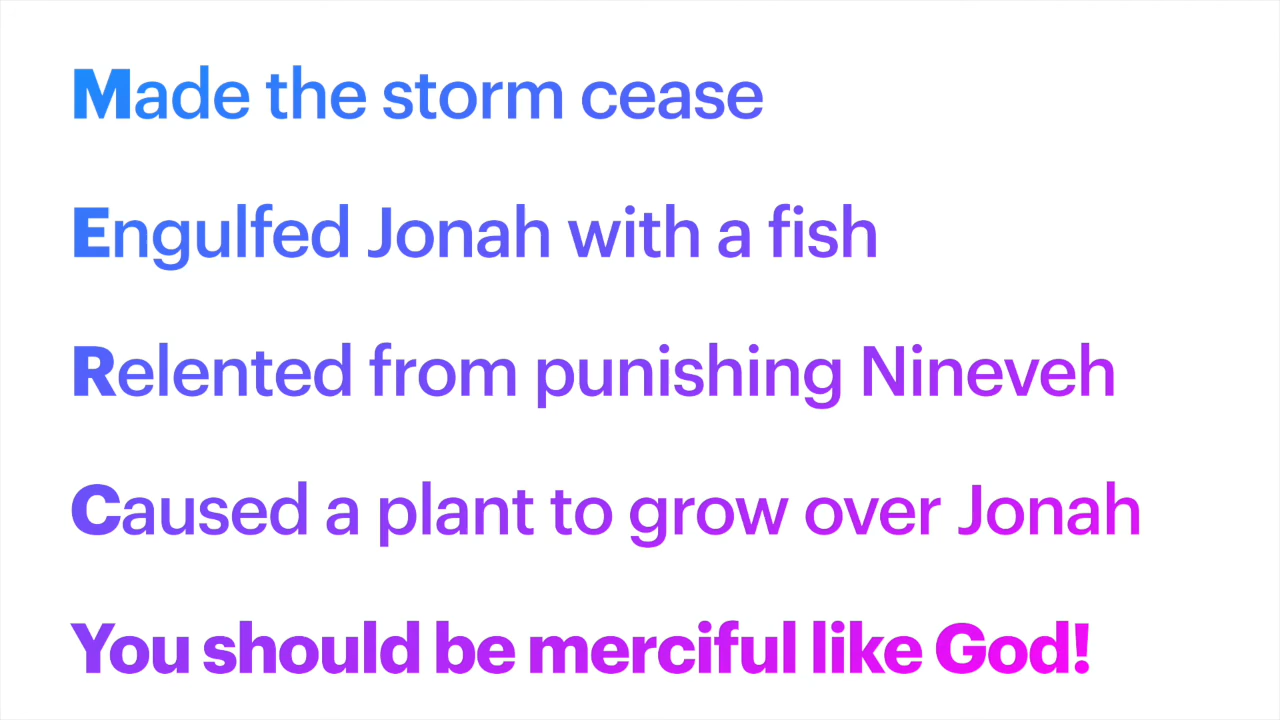 Made the storm cease
Engulfed Jonah with a fish
Relented from punishing Nineveh
Caused a plant to grow over Jonah
You should be merciful like God!